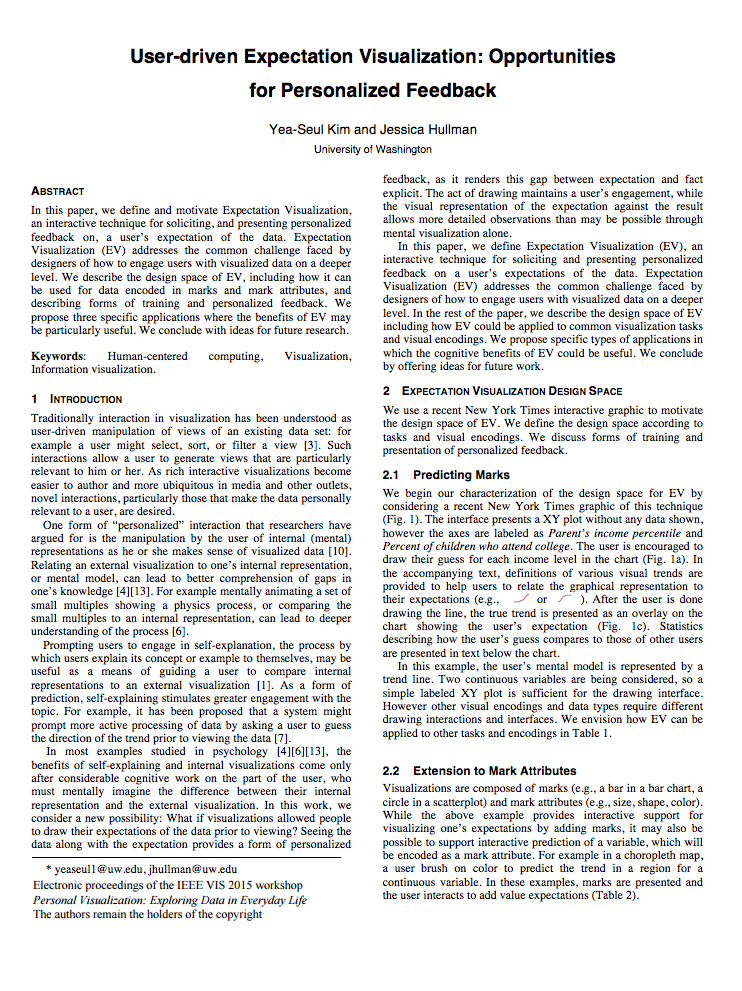 User-driven Expectation Visualization: Opportunities
for Personalized Feedback
Yea-Seul Kim and Jessica Hullman
University of Washington
ABSTRACT
In this paper, we define and motivate Expectation Visualization,
an interactive technique for soliciting, and presenting personalized
feedback on, a user's expectation of the data. Expectation
Visualization (EV) addresses the common challenge faced by
designers of how to engage users with visualized data on a deeper
level. We describe the design space of EV, including how it can
be used for data encoded in marks and mark attributes, and
describing forms of training and personalized feedback. We
propose three specific applications where the benefits of EV may
be particularly useful. We conclude with ideas for future research.
Keywords: Human-centered computing, Visualization,
Information visualization.
1 INTRODUCTION
Traditionally interaction in visualization has been understood as
user-driven manipulation of views of an existing data set: for
example a user might select, sort, or filter a view [3]. Such
interactions allow a user to generate views that are particularly
relevant to him or her. As rich interactive visualizations become
easier to author and more ubiquitous in media and other outlets,
novel interactions, particularly those that make the data personally
relevant to a user, are desired.
One form of “personalized” interaction that researchers have
argued for is the manipulation by the user of internal (mental)
representations as he or she makes sense of visualized data [10].
Relating an external visualization to one's internal representation,
or mental model, can lead to better comprehension of gaps in
one's knowledge [4][13]. For example mentally animating a set of
small multiples showing a physics process, or comparing the
small multiples to an internal representation, can lead to deeper
understanding of the process [6].
Prompting users to engage in self-explanation, the process by
which users explain its concept or example to themselves, may be
useful as a means of guiding a user to compare internal
representations to an external visualization [1]. As a form of
prediction, self-explaining stimulates greater engagement with the
topic. For example, it has been proposed that a system might
prompt more active processing of data by asking a user to guess
the direction of the trend prior to viewing the data [7].
In most examples studied in psychology [4][6][13], the
benefits of self-explaining and internal visualizations come only
after considerable cognitive work on the part of the user, who
must mentally imagine the difference between their internal
representation and the external visualization. In this work, we
consider a new possibility: What if visualizations allowed people
to draw their expectations of the data prior to viewing? Seeing the
data along with the expectation provides a form of personalized
* yeaseul1@uw.edu, jhullman@uw.edu
Electronic proceedings of the IEEE VIS 2015 workshop
Personal Visualization: Exploring Data in Everyday Life
The authors remain the holders of the copyright
feedback, as it renders this gap between expectation and fact
explicit. The act of drawing maintains a user's engagement, while
the visual representation of the expectation against the result
allows more detailed observations than may be possible through
mental visualization alone.
In this paper, we define Expectation Visualization (EV), an
interactive technique for soliciting and presenting personalized
feedback on a user's expectations of the data. Expectation
Visualization (EV) addresses the common challenge faced by
designers of how to engage users with visualized data on a deeper
level. In the rest of the paper, we describe the design space of EV
including how EV could be applied to common visualization tasks
and visual encodings. We propose specific types of applications in
which the cognitive benefits of EV could be useful. We conclude
by offering ideas for future work.
2 EXPECTATION VISUALIZATION DESIGN SPACE
We use a recent New York Times interactive graphic to motivate
the design space of EV. We define the design space according to
tasks and visual encodings. We discuss forms of training and
presentation of personalized feedback.
2.1 Predicting Marks
We begin our characterization of the design space for EV by
considering a recent New York Times graphic of this technique
(Fig. 1). The interface presents a XY plot without any data shown,
however the axes are labeled as Parent's income percentile and
Percent of children who attend college. The user is encouraged to
draw their guess for each income level in the chart (Fig. 1a). In
the accompanying text, definitions of various visual trends are
provided to help users to relate the graphical representation to
their expectations (e.g., or ). After the user is done
drawing the line, the true trend is presented as an overlay on the
chart showing the user's expectation (Fig. 1c). Statistics
describing how the user's guess compares to those of other users
are presented in text below the chart.
In this example, the user's mental model is represented by a
trend line. Two continuous variables are being considered, so a
simple labeled XY plot is sufficient for the drawing interface.
However other visual encodings and data types require different
drawing interactions and interfaces. We envision how EV can be
applied to other tasks and encodings in Table 1.
2.2 Extension to Mark Attributes
Visualizations are composed of marks (e.g., a bar in a bar chart, a
circle in a scatterplot) and mark attributes (e.g., size, shape, color).
While the above example provides interactive support for
visualizing one's expectations by adding marks, it may also be
possible to support interactive prediction of a variable, which will
be encoded as a mark attribute. For example in a choropleth map,
a user brush on color to predict the trend in a region for a
continuous variable. In these examples, marks are presented and
the user interacts to add value expectations (Table 2).